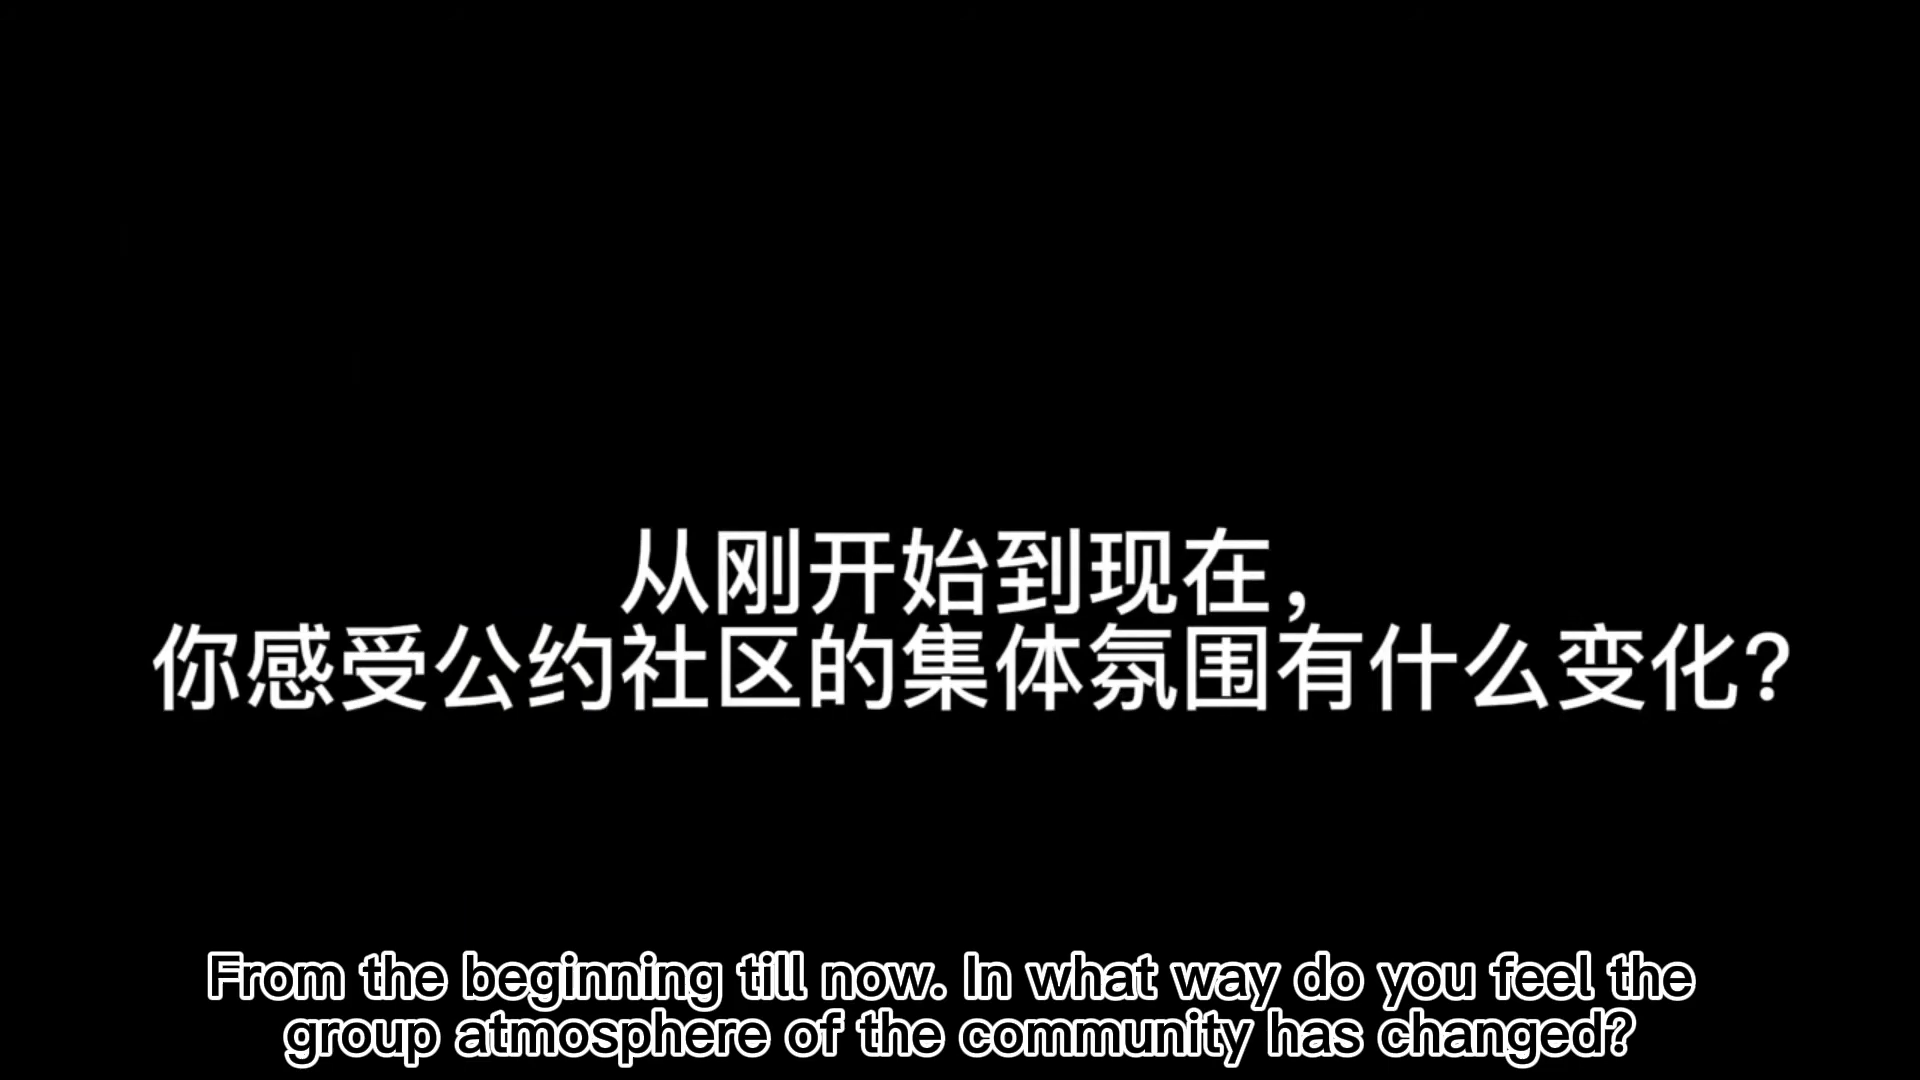 从刚开始到现在，
你感受公约社区的集体氛围有什么变化？
From the beginning till now. In what way do you feel the
group atmosphere of the community has changed?